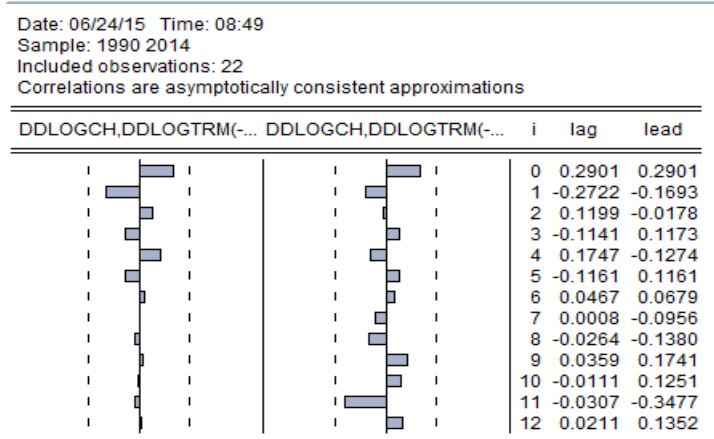 Date: 06/24/15 Time: 08:49
Sample: 1990 2014
Included observations: 22
Correlations are asymptotically consistent approximations
DDLOGCH,DDLOGTRM(-... DDLOGCH,DDLOGTRM(-... i lag lead
0 0.2901 0.2901
1 -0.2722 -0.1693
2 0.1199 -0.0178
3 -0.1141 0.1173
4 0.1747 -0.1274
5 -0.1161 0.1161
6 0.0467 0.0679
7 0.0008 -0.0956
8 -0.0264 -0.1380
9 0.0359 0.1741
10 -0.0111 0.1251
11 -0.0307 -0.3477
12 0.0211 0.1352